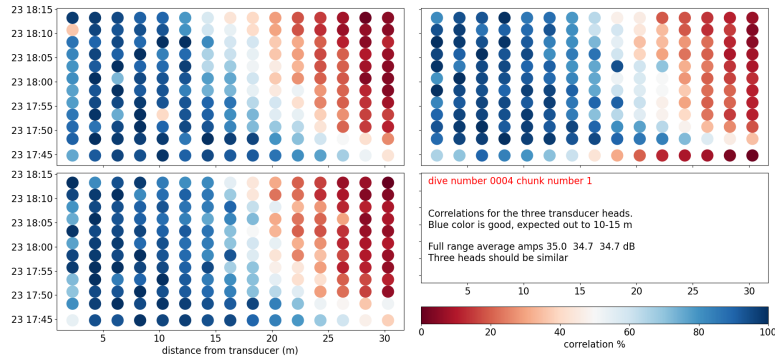 23 18:15
23 18:10
23 18:05
23 18:00
23 17:55
23 17:50
23 17:45
23 18:15
23 18:10
23 18:05
23 18:00
23 17:55
23 17:50
23 17:45
5 10 15 20 25 30
distance from transducer (m)
dive number 0004 chunk number 1
Correlations for the three transducer heads.
Blue color is good, expected out to 10-15 m
Full range average amps 35.0 34.7 34.7 dB
Three heads should be similar
5 10 15 20 25 30
0 20 40 60 80 100
correlation %